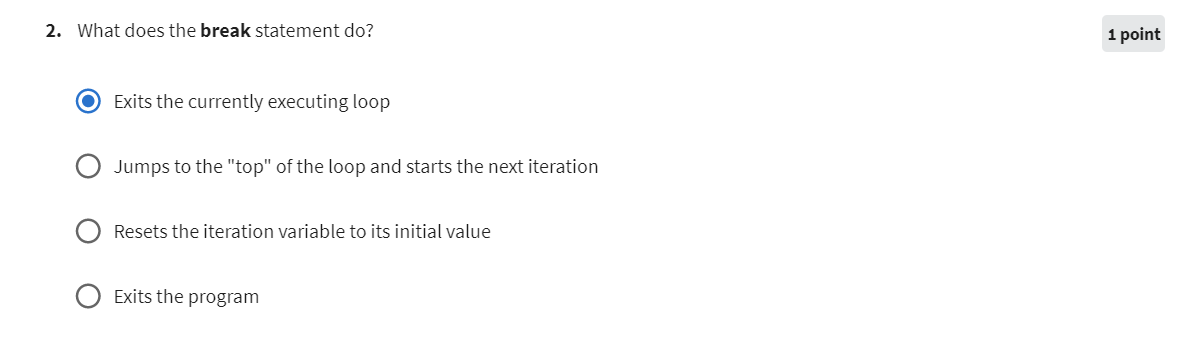 2. What does the break statement do?
1 point
Exits the currently executing loop
Jumps to the "top" of the loop and starts the next iteration
Resets the iteration variable to its initial value
Exits the program